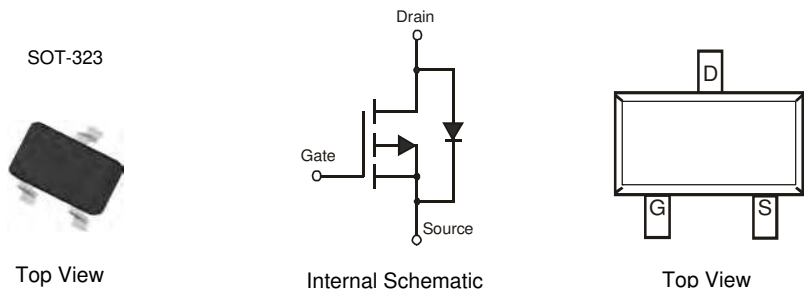 SOT-323
Top View
Drain
Gate
Source
Internal Schematic
D
G S
Top View